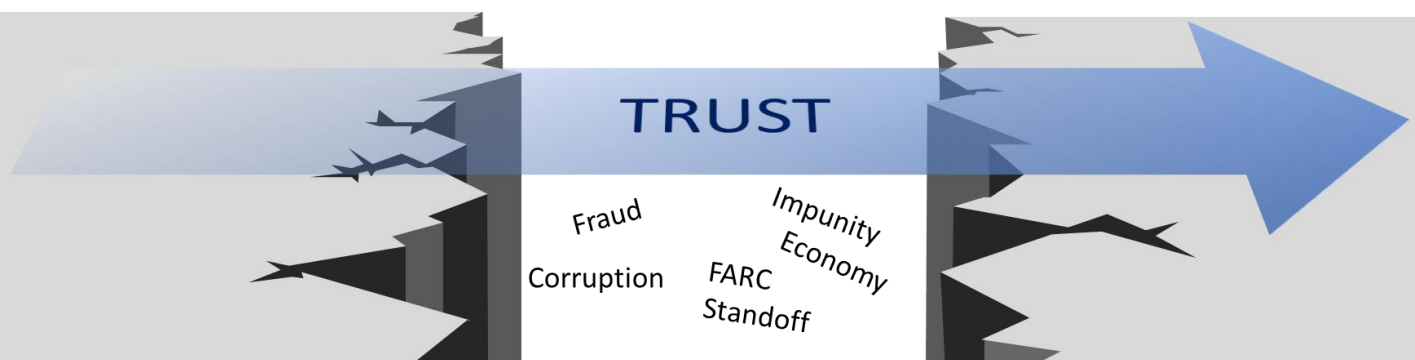 TRUST
Fraud
Impunity
Economy
Corruption
FARC
Standoff